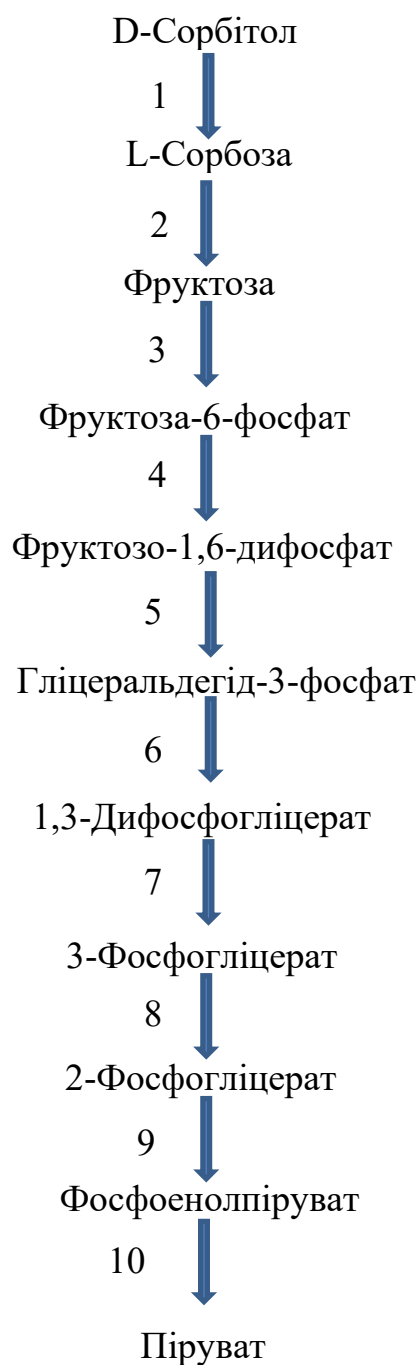 D-Сорбітол
1
L-Сорбоза
2
Фруктоза
3
Фруктоза-6-фосфат
4
Фруктозо-1,6-дифосфат
5
Гліцеральдегід-3-фосфат
6
1,3-Дифосфогліцерат
7
3-Фосфогліцерат
8
2-Фосфогліцерат
9
Фосфоенолпіруват
10
Піруват